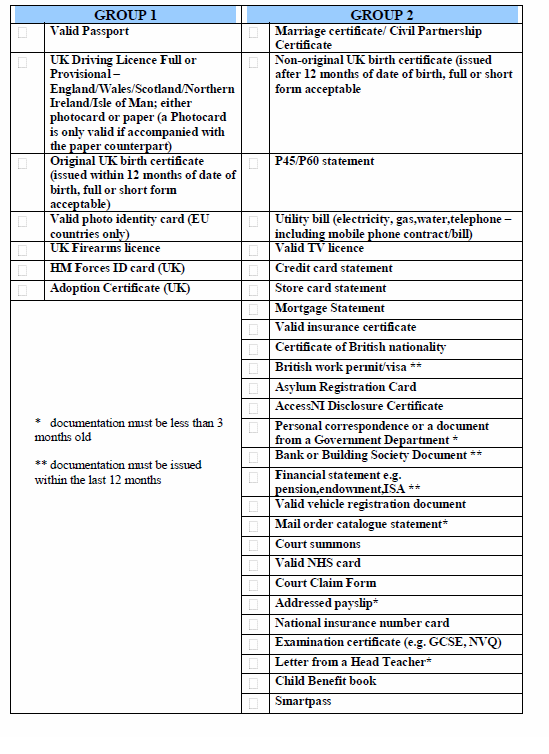 GROUP 1
GROUP 2
Valid Passport
Marriage certificate/ Civil Partnership
Certificate
UK Driving Licence Full or
Provisional –
England/Wales/Scotland/Northern
Ireland/Isle of Man; either
photocard or paper (a Photocard
is only valid if accompanied with
the paper counterpart)
Non-original UK birth certificate (issued
after 12 months of date of birth, full or short
form acceptable
Original UK birth certificate
(issued within 12 months of date of
birth, full or short form
acceptable)
P45/P60 statement
Valid photo identity card (EU
countries only)
Utility bill (electricity, gas,water,telephone –
including mobile phone contract/bill)
UK Firearms licence
Valid TV licence
HM Forces ID card (UK)
Credit card statement
Adoption Certificate (UK)
Store card statement
* documentation must be less than 3
months old
** documentation must be issued
within the last 12 months
Mortgage Statement
Valid insurance certificate
Certificate of British nationality
British work permit/visa **
Asylum Registration Card
AccessNI Disclosure Certificate
Personal correspondence or a document
from a Government Department *
Bank or Building Society Document **
Financial statement e.g.
pension,endowment,ISA **
Valid vehicle registration document
Mail order catalogue statement*
Court summons
Valid NHS card
Court Claim Form
Addressed payslip*
National insurance number card
Examination certificate (e.g. GCSE, NVQ)
Letter from a Head Teacher*
Child Benefit book
Smartpass